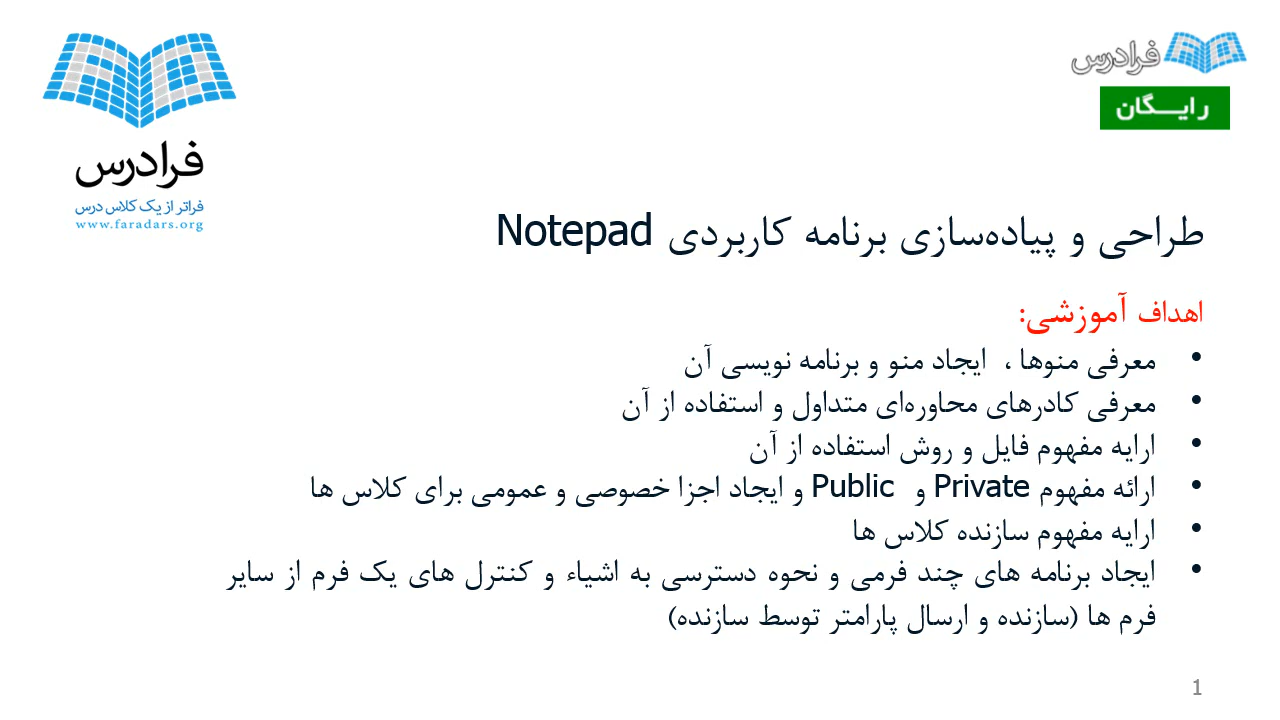 فرادرس
رایگان
فرادرس
فراتر از یک کلاس درس
www.faradars.org
طراحی و پیاده‌سازی برنامه کاربردی Notepad
اهداف آموزشی:
• معرفی منوها ، ایجاد منو و برنامه نویسی آن
• معرفی کادرهای محاوره‌ای متداول و استفاده از آن
• ارایه مفهوم فایل و روش استفاده از آن
• ارائه مفهوم Private و Public و ایجاد اجزا خصوصی و عمومی برای کلاس ها
• ارایه مفهوم سازنده کلاس ها
• ایجاد برنامه های چند فرمی و نحوه دسترسی به اشیاء و کنترل های یک فرم از سایر
فرم ها (سازنده و ارسال پارامتر توسط سازنده)
1